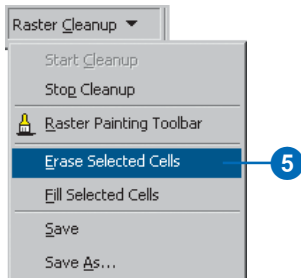 Raster Cleanup
Start Cleanup
Stop Cleanup
Raster Painting Toolbar
Erase Selected Cells
5
Fill Selected Cells
Save
Save As...